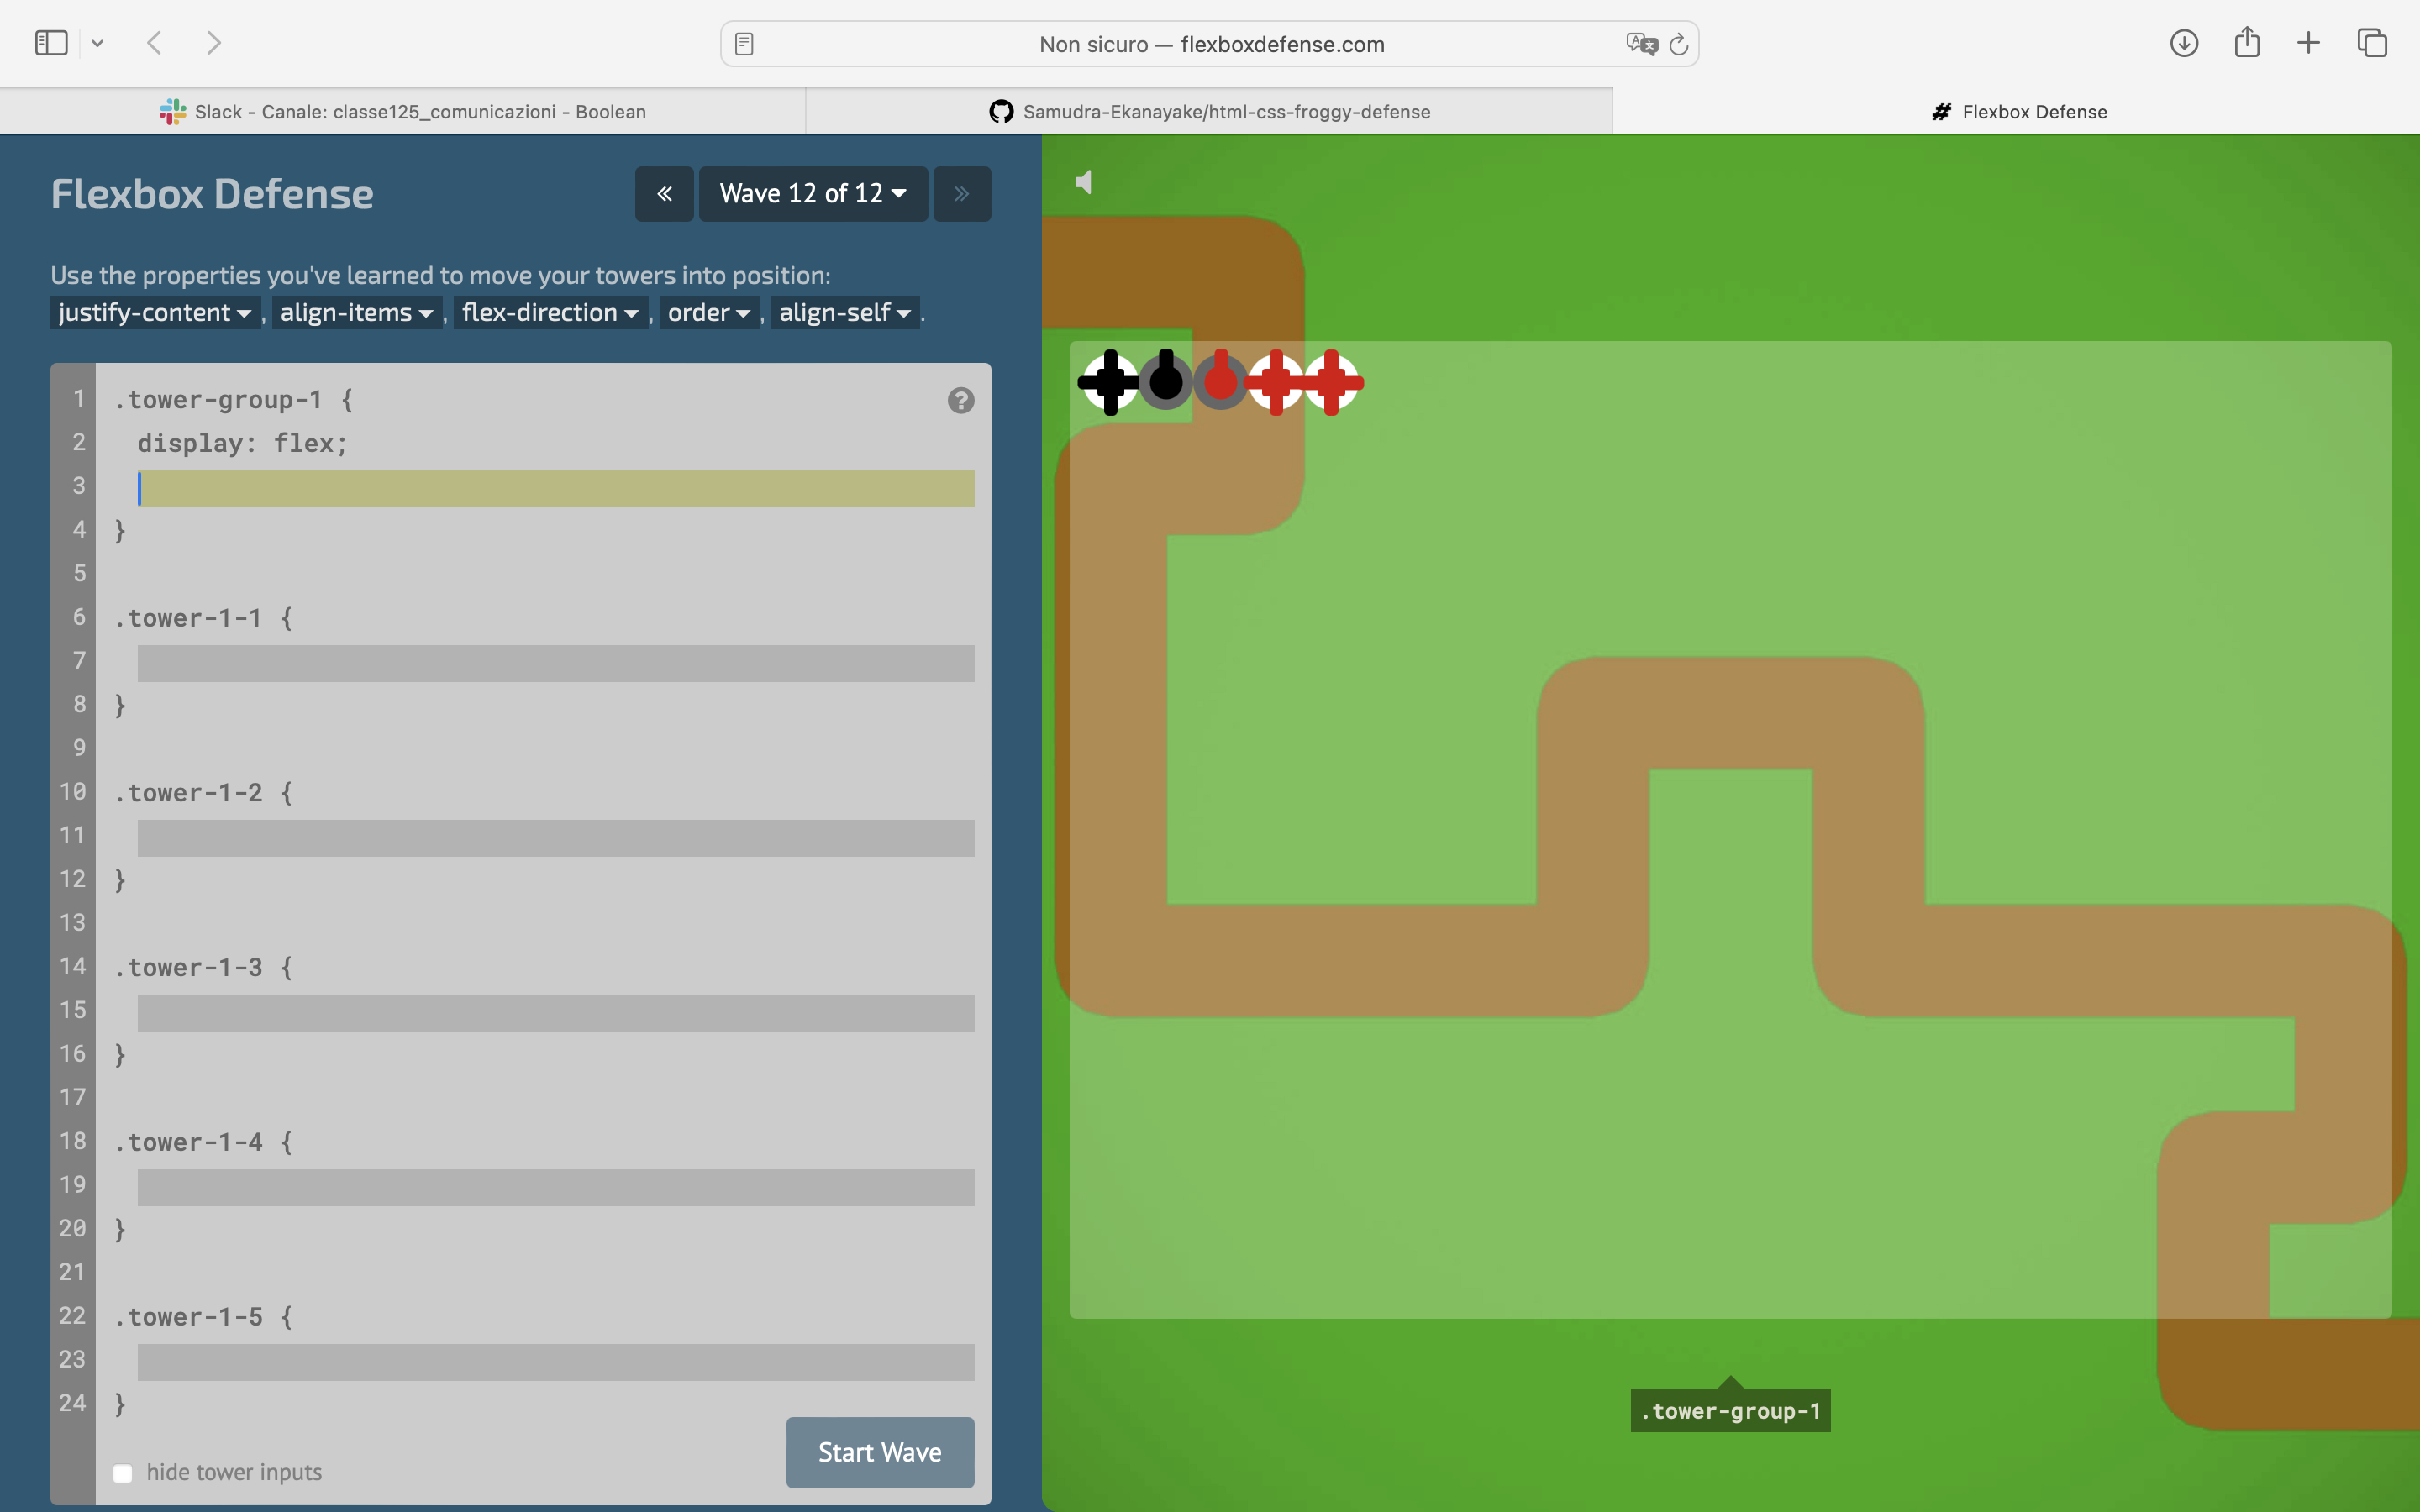 Non sicuro — flexboxdefense.com
Slack - Canale: classe125_comunicazioni - Boolean
Samudra-Ekanayake/html-css-froggy-defense
Flexbox Defense
Flexbox Defense
« Wave 12 of 12 »
Use the properties you've learned to move your towers into position:
justify-content , align-items , flex-direction , order , align-self .
1 .tower-group-1 { ?
2 display: flex;
3
4 }
5
6 .tower-1-1 {
7
8 }
9
10 .tower-1-2 {
11
12 }
13
14 .tower-1-3 {
15
16 }
17
18 .tower-1-4 {
19
20 }
21
22 .tower-1-5 {
23
24 }
hide tower inputs
Start Wave
.tower-group-1